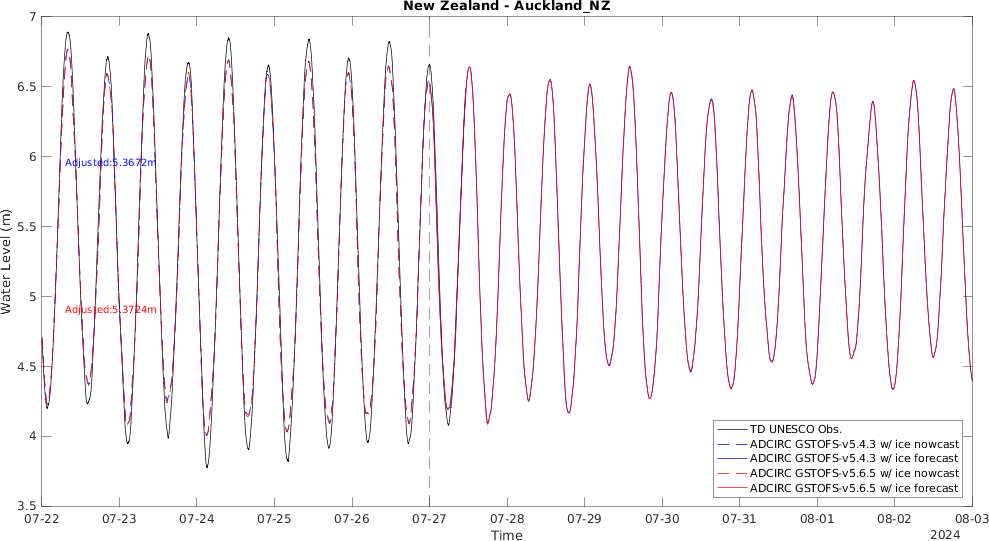 New Zealand - Auckland_NZ
7
6.5
6
5.5
5
4.5
4
3.5
Water Level (m)
Adjusted:5.3672m
Adjusted:5.3724m
TD UNESCO Obs.
ADCIRC GSTOFS-v5.4.3 w/ ice nowcast
ADCIRC GSTOFS-v5.4.3 w/ ice forecast
ADCIRC GSTOFS-v5.6.5 w/ ice nowcast
ADCIRC GSTOFS-v5.6.5 w/ ice forecast
07-22 07-23 07-24 07-25 07-26 07-27 07-28 07-29 07-30 07-31 08-01 08-02 08-03
Time
2024